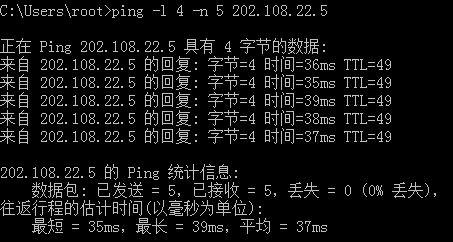 C:\Users\root>ping -l 4 -n 5 202.108.22.5
正在 Ping 202.108.22.5 具有 4 字节的数据:
来自 202.108.22.5 的回复: 字节=4 时间=36ms TTL=49
来自 202.108.22.5 的回复: 字节=4 时间=35ms TTL=49
来自 202.108.22.5 的回复: 字节=4 时间=39ms TTL=49
来自 202.108.22.5 的回复: 字节=4 时间=38ms TTL=49
来自 202.108.22.5 的回复: 字节=4 时间=37ms TTL=49
202.108.22.5 的 Ping 统计信息:
数据包: 已发送 = 5，已接收 = 5，丢失 = 0 (0% 丢失)，
往返行程的估计时间(以毫秒为单位):
最短 = 35ms，最长 = 39ms，平均 = 37ms